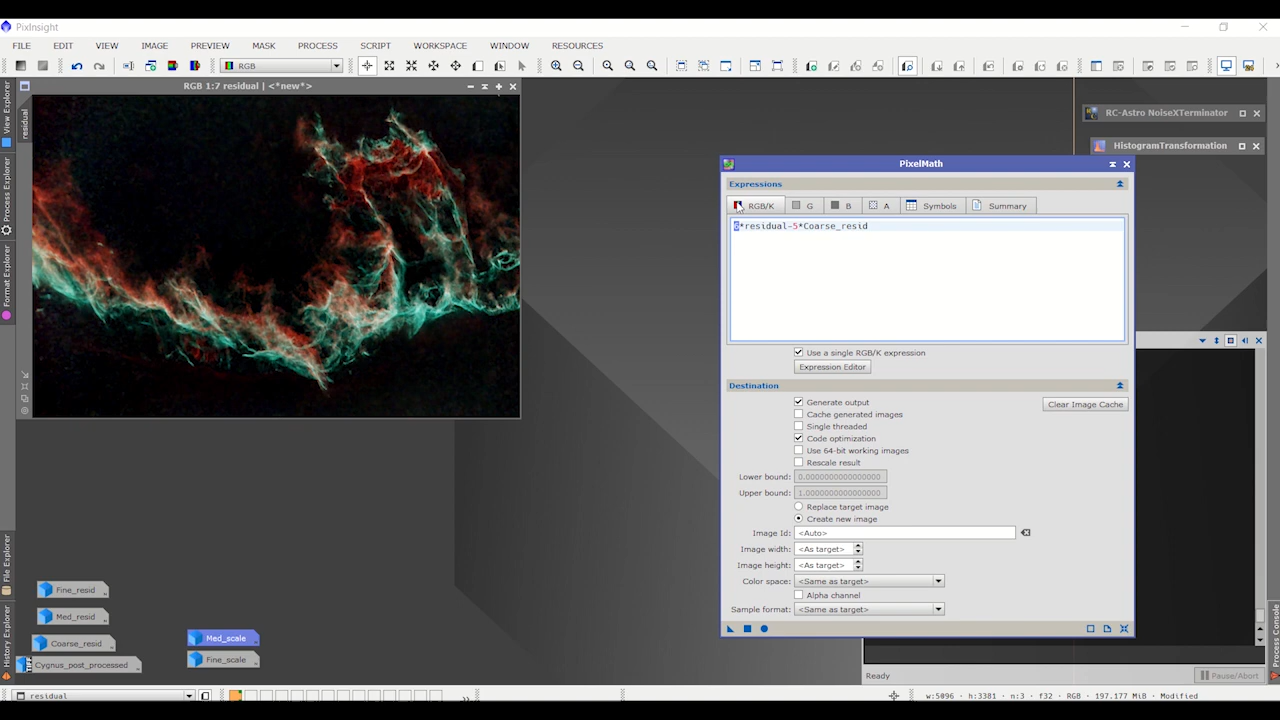 PixInsight
FILE EDIT VIEW IMAGE PREVIEW MASK PROCESS SCRIPT WORKSPACE WINDOW RESOURCES
RGB
View Explorer
Process Explorer
Format Explorer
File Explorer
History Explorer
RGB 1:7 residual | <*new*>
residual
RC-Astro NoiseXTerminator
HistogramTransformation
PixelMath
Expressions
RGB/K G B A Symbols Summary
6*residual-5*Coarse_resid
Use a single RGB/K expression
Expression Editor
Destination
Generate output
Clear Image Cache
Cache generated images
Single threaded
Code optimization
Use 64-bit working images
Rescale result
Lower bound: 0.0000000000000000
Upper bound: 1.0000000000000000
Replace target image
Create new image
Image Id: <Auto>
Image width: <As target>
Image height: <As target>
Color space: <Same as target>
Alpha channel
Sample format: <Same as target>
Fine_resid
Med_resid
Coarse_resid
Cygnus_post_processed
Med_scale
Fine_scale
Process Console
Ready
Pause/Abort
residual
w:5096 · h:3381 · n:3 · f32 · RGB · 197.177 MiB · Modified